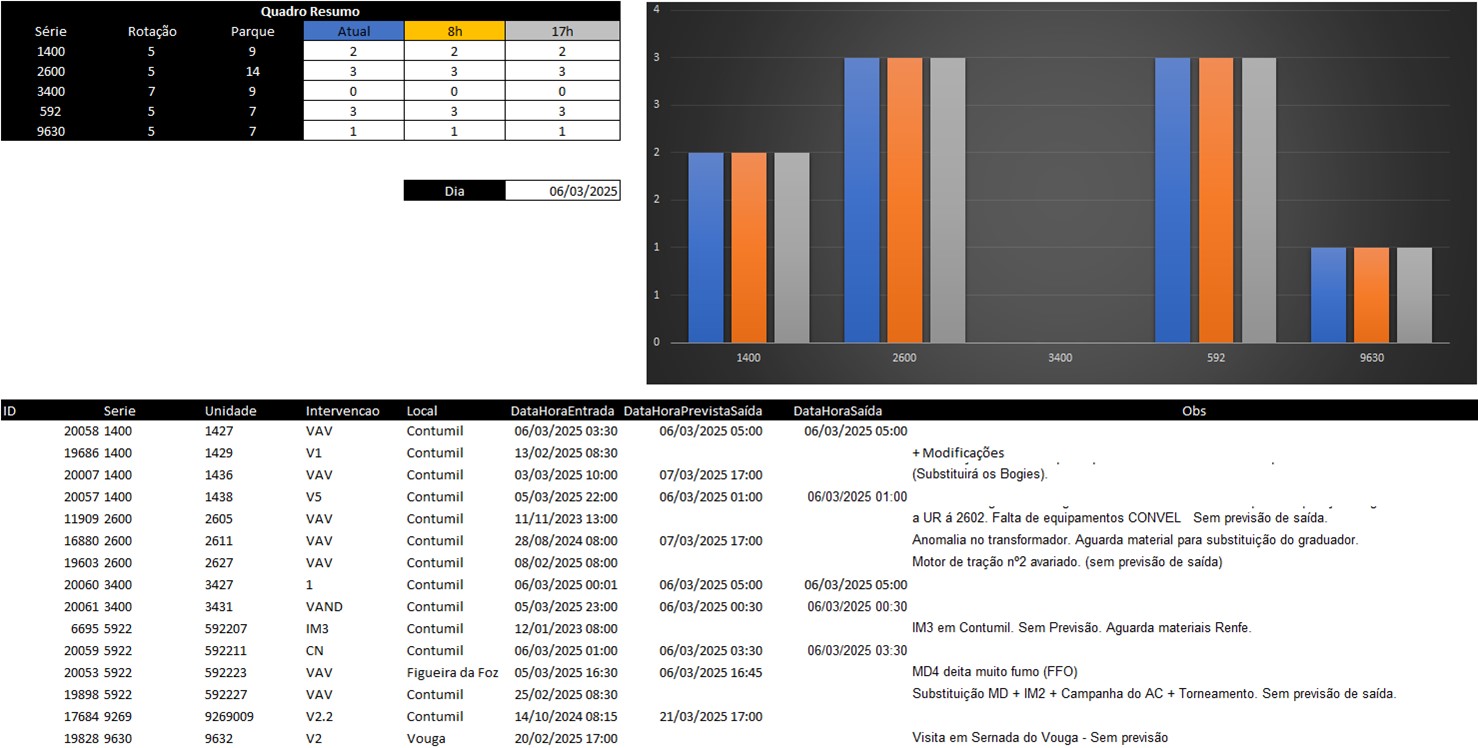 Quadro Resumo
Série Rotação Parque Atual 8h 17h
1400 5 9 2 2 2
2600 5 14 3 3 3
3400 7 9 0 0 0
592 5 7 3 3 3
9630 5 7 1 1 1
Dia 06/03/2025
4
3
3
2
2
1
1
0
1400 2600 3400 592 9630
ID Serie Unidade Intervencao Local DataHoraEntrada DataHoraPrevistaSaída DataHoraSaída Obs
20058 1400 1427 VAV Contumil 06/03/2025 03:30 06/03/2025 05:00 06/03/2025 05:00
19686 1400 1429 V1 Contumil 13/02/2025 08:30 + Modificações
20007 1400 1436 VAV Contumil 03/03/2025 10:00 07/03/2025 17:00 (Substituirá os Bogies).
20057 1400 1438 V5 Contumil 05/03/2025 22:00 06/03/2025 01:00 06/03/2025 01:00
11909 2600 2605 VAV Contumil 11/11/2023 13:00 a UR á 2602. Falta de equipamentos CONVEL Sem previsão de saída.
16880 2600 2611 VAV Contumil 28/08/2024 08:00 07/03/2025 17:00 Anomalia no transformador. Aguarda material para substituição do graduador.
19603 2600 2627 VAV Contumil 08/02/2025 08:00 Motor de tração nº2 avariado. (sem previsão de saída)
20060 3400 3427 1 Contumil 06/03/2025 00:01 06/03/2025 05:00 06/03/2025 05:00
20061 3400 3431 VAND Contumil 05/03/2025 23:00 06/03/2025 00:30 06/03/2025 00:30
6695 5922 592207 IM3 Contumil 12/01/2023 08:00 IM3 em Contumil. Sem Previsão. Aguarda materiais Renfe.
20059 5922 592211 CN Contumil 06/03/2025 01:00 06/03/2025 03:30 06/03/2025 03:30
20053 5922 592223 VAV Figueira da Foz 05/03/2025 16:30 06/03/2025 16:45 MD4 deita muito fumo (FFO)
19898 5922 592227 VAV Contumil 25/02/2025 08:30 Substituição MD + IM2 + Campanha do AC + Torneamento. Sem previsão de saída.
17684 9269 9269009 V2.2 Contumil 14/10/2024 08:15 21/03/2025 17:00
19828 9630 9632 V2 Vouga 20/02/2025 17:00 Visita em Sernada do Vouga - Sem previsão